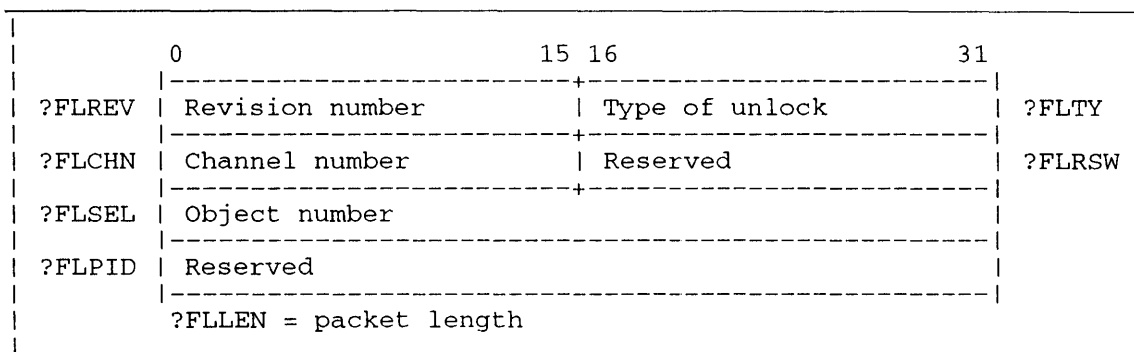 0 15 16 31
?FLREV Revision number Type of unlock ?FLTY
?FLCHN Channel number Reserved ?FLRSW
?FLSEL Object number
?FLPID Reserved
?FLLEN = packet length